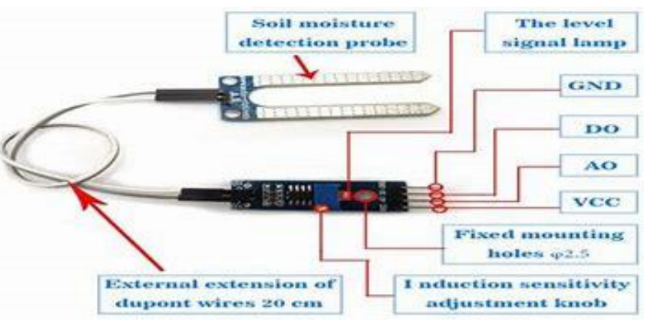 Soil moisture
detection probe
The level
signal lamp
GND
DO
AO
VCC
Fixed mounting
holes φ2.5
External extension of
dupont wires 20 cm
I nduction sensitivity
adjustment knob